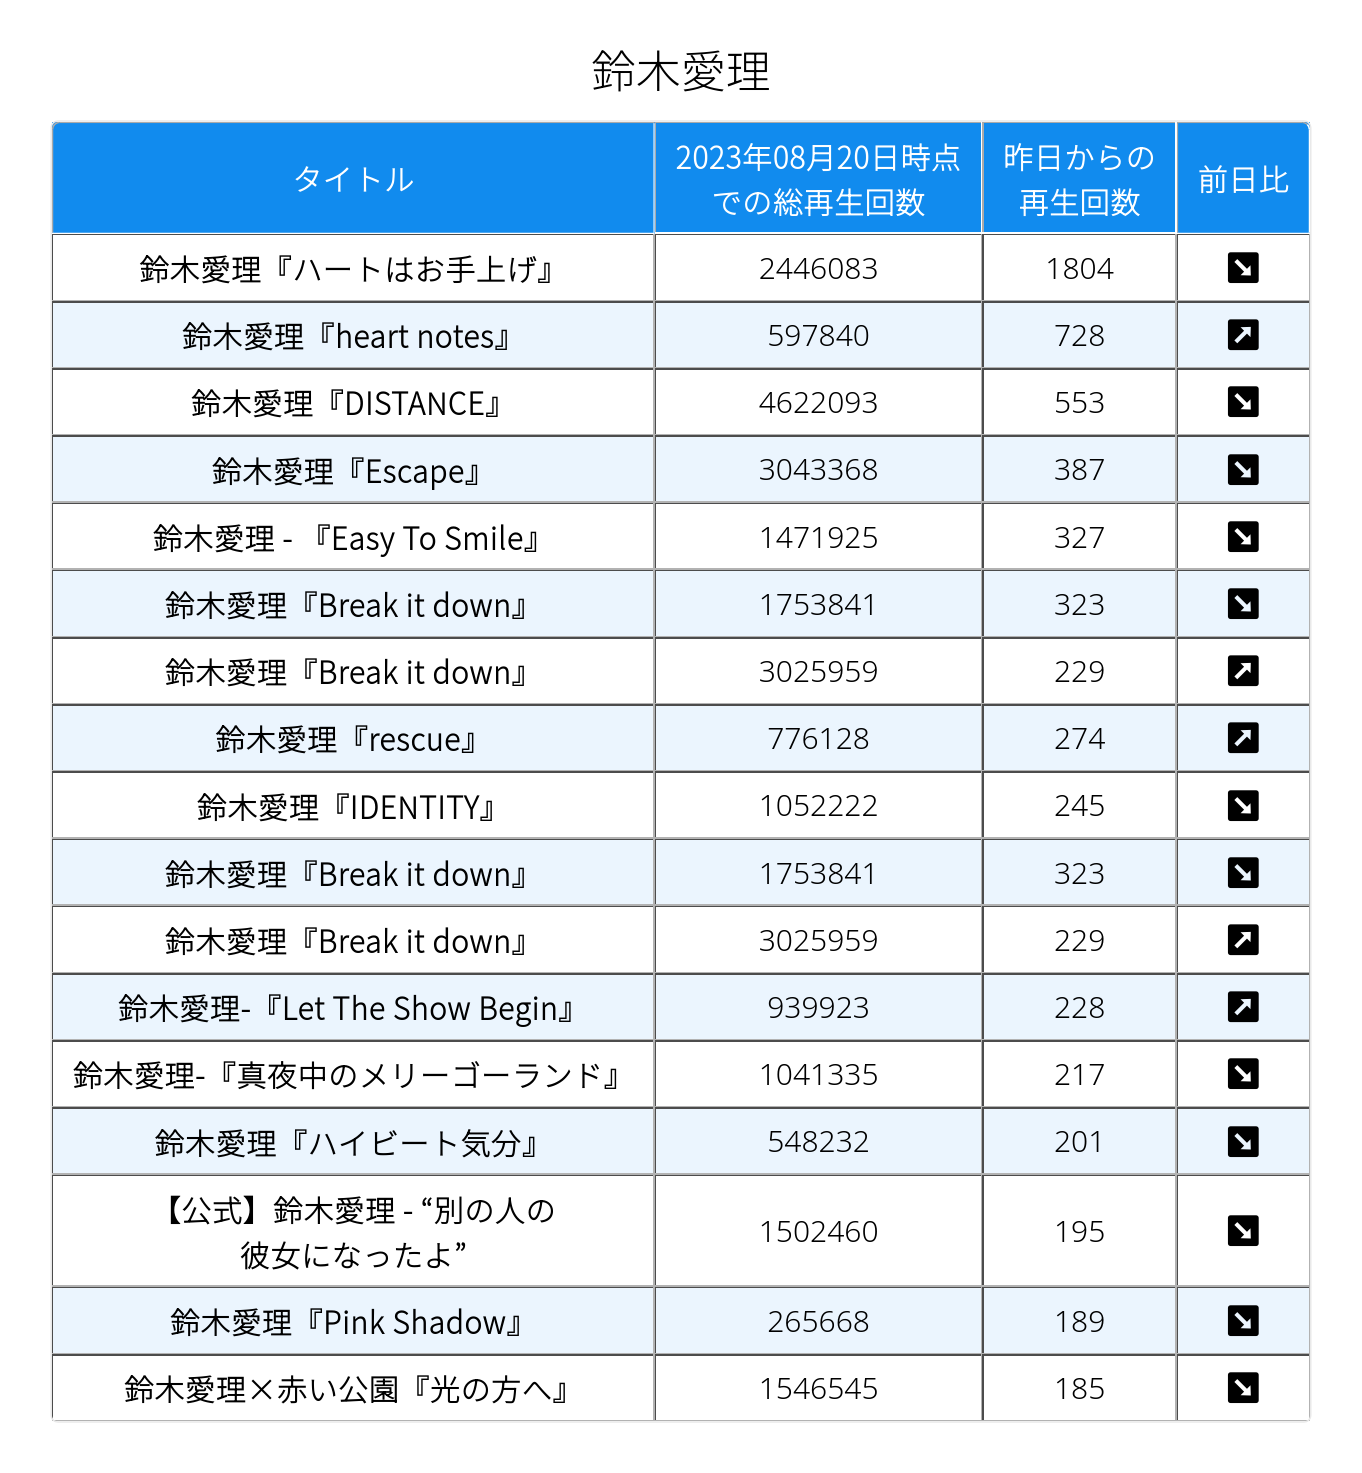 鈴木愛理
タイトル
2023年08月20日時点
での総再生回数
昨日からの
再生回数
前日比
鈴木愛理『ハートはお手上げ』 2446083 1804 ↘
鈴木愛理『heart notes』 597840 728 ↗
鈴木愛理『DISTANCE』 4622093 553 ↘
鈴木愛理『Escape』 3043368 387 ↘
鈴木愛理 - 『Easy To Smile』 1471925 327 ↘
鈴木愛理『Break it down』 1753841 323 ↘
鈴木愛理『Break it down』 3025959 229 ↗
鈴木愛理『rescue』 776128 274 ↗
鈴木愛理『IDENTITY』 1052222 245 ↘
鈴木愛理『Break it down』 1753841 323 ↘
鈴木愛理『Break it down』 3025959 229 ↗
鈴木愛理-『Let The Show Begin』 939923 228 ↗
鈴木愛理-『真夜中のメリーゴーランド』 1041335 217 ↘
鈴木愛理『ハイビート気分』 548232 201 ↘
【公式】鈴木愛理 - “別の人の
彼女になったよ” 1502460 195 ↘
鈴木愛理『Pink Shadow』 265668 189 ↘
鈴木愛理×赤い公園『光の方へ』 1546545 185 ↘